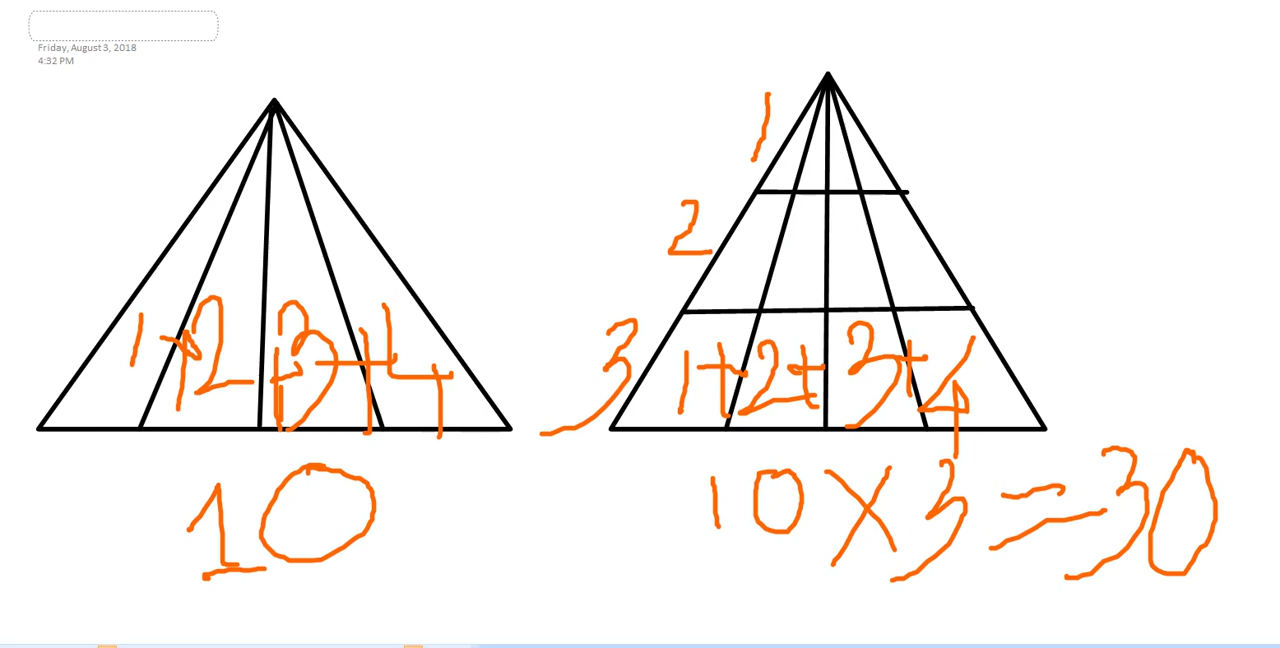 Friday, August 3, 2018
4:32 PM
1
2
3
1+2+3+4
1+2+3+4
10
10 X 3 = 30